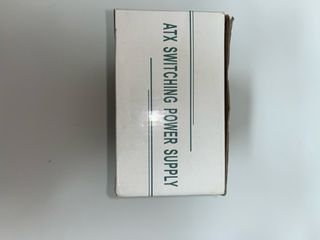 ATX SWITCHING POWER SUPPLY